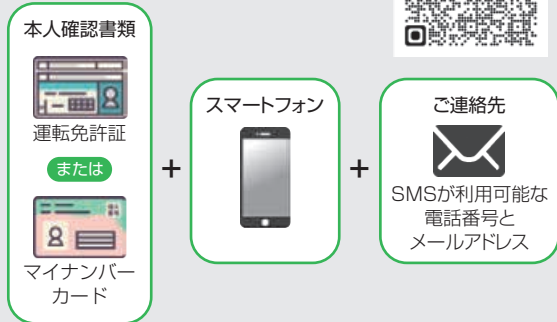 本人確認書類
運転免許証
または
マイナンバー
カード
+
スマートフォン
+
ご連絡先
SMSが利用可能な
電話番号と
メールアドレス